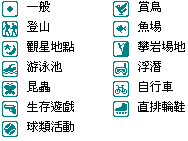 一般
登山
觀星地點
游泳池
昆蟲
生存遊戲
球類活動
賞鳥
魚場
攀岩場地
浮潛
自行車
直排輪鞋